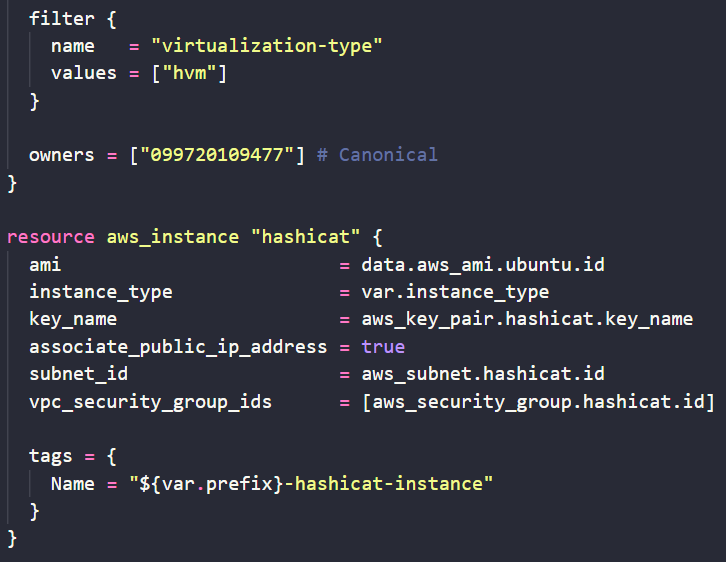 filter {
    name   = "virtualization-type"
    values = ["hvm"]
  }

  owners = ["099720109477"] # Canonical
}

resource aws_instance "hashicat" {
  ami                         = data.aws_ami.ubuntu.id
  instance_type               = var.instance_type
  key_name                    = aws_key_pair.hashicat.key_name
  associate_public_ip_address = true
  subnet_id                   = aws_subnet.hashicat.id
  vpc_security_group_ids      = [aws_security_group.hashicat.id]

  tags = {
    Name = "${var.prefix}-hashicat-instance"
  }
}